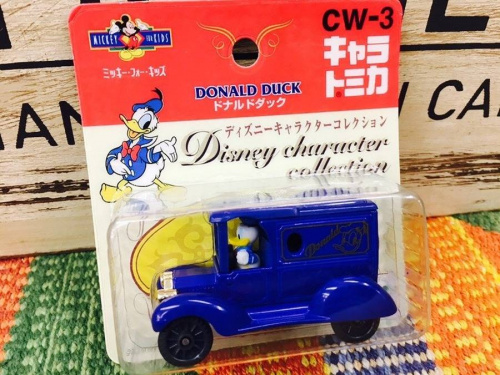 CW-3
キャラ
トミカ
MICKEY FOR KIDS
ミッキー・フォー・キッズ
DONALD DUCK
ドナルドダック
ディズニーキャラクターコレクション
Disney character
collection
Donald